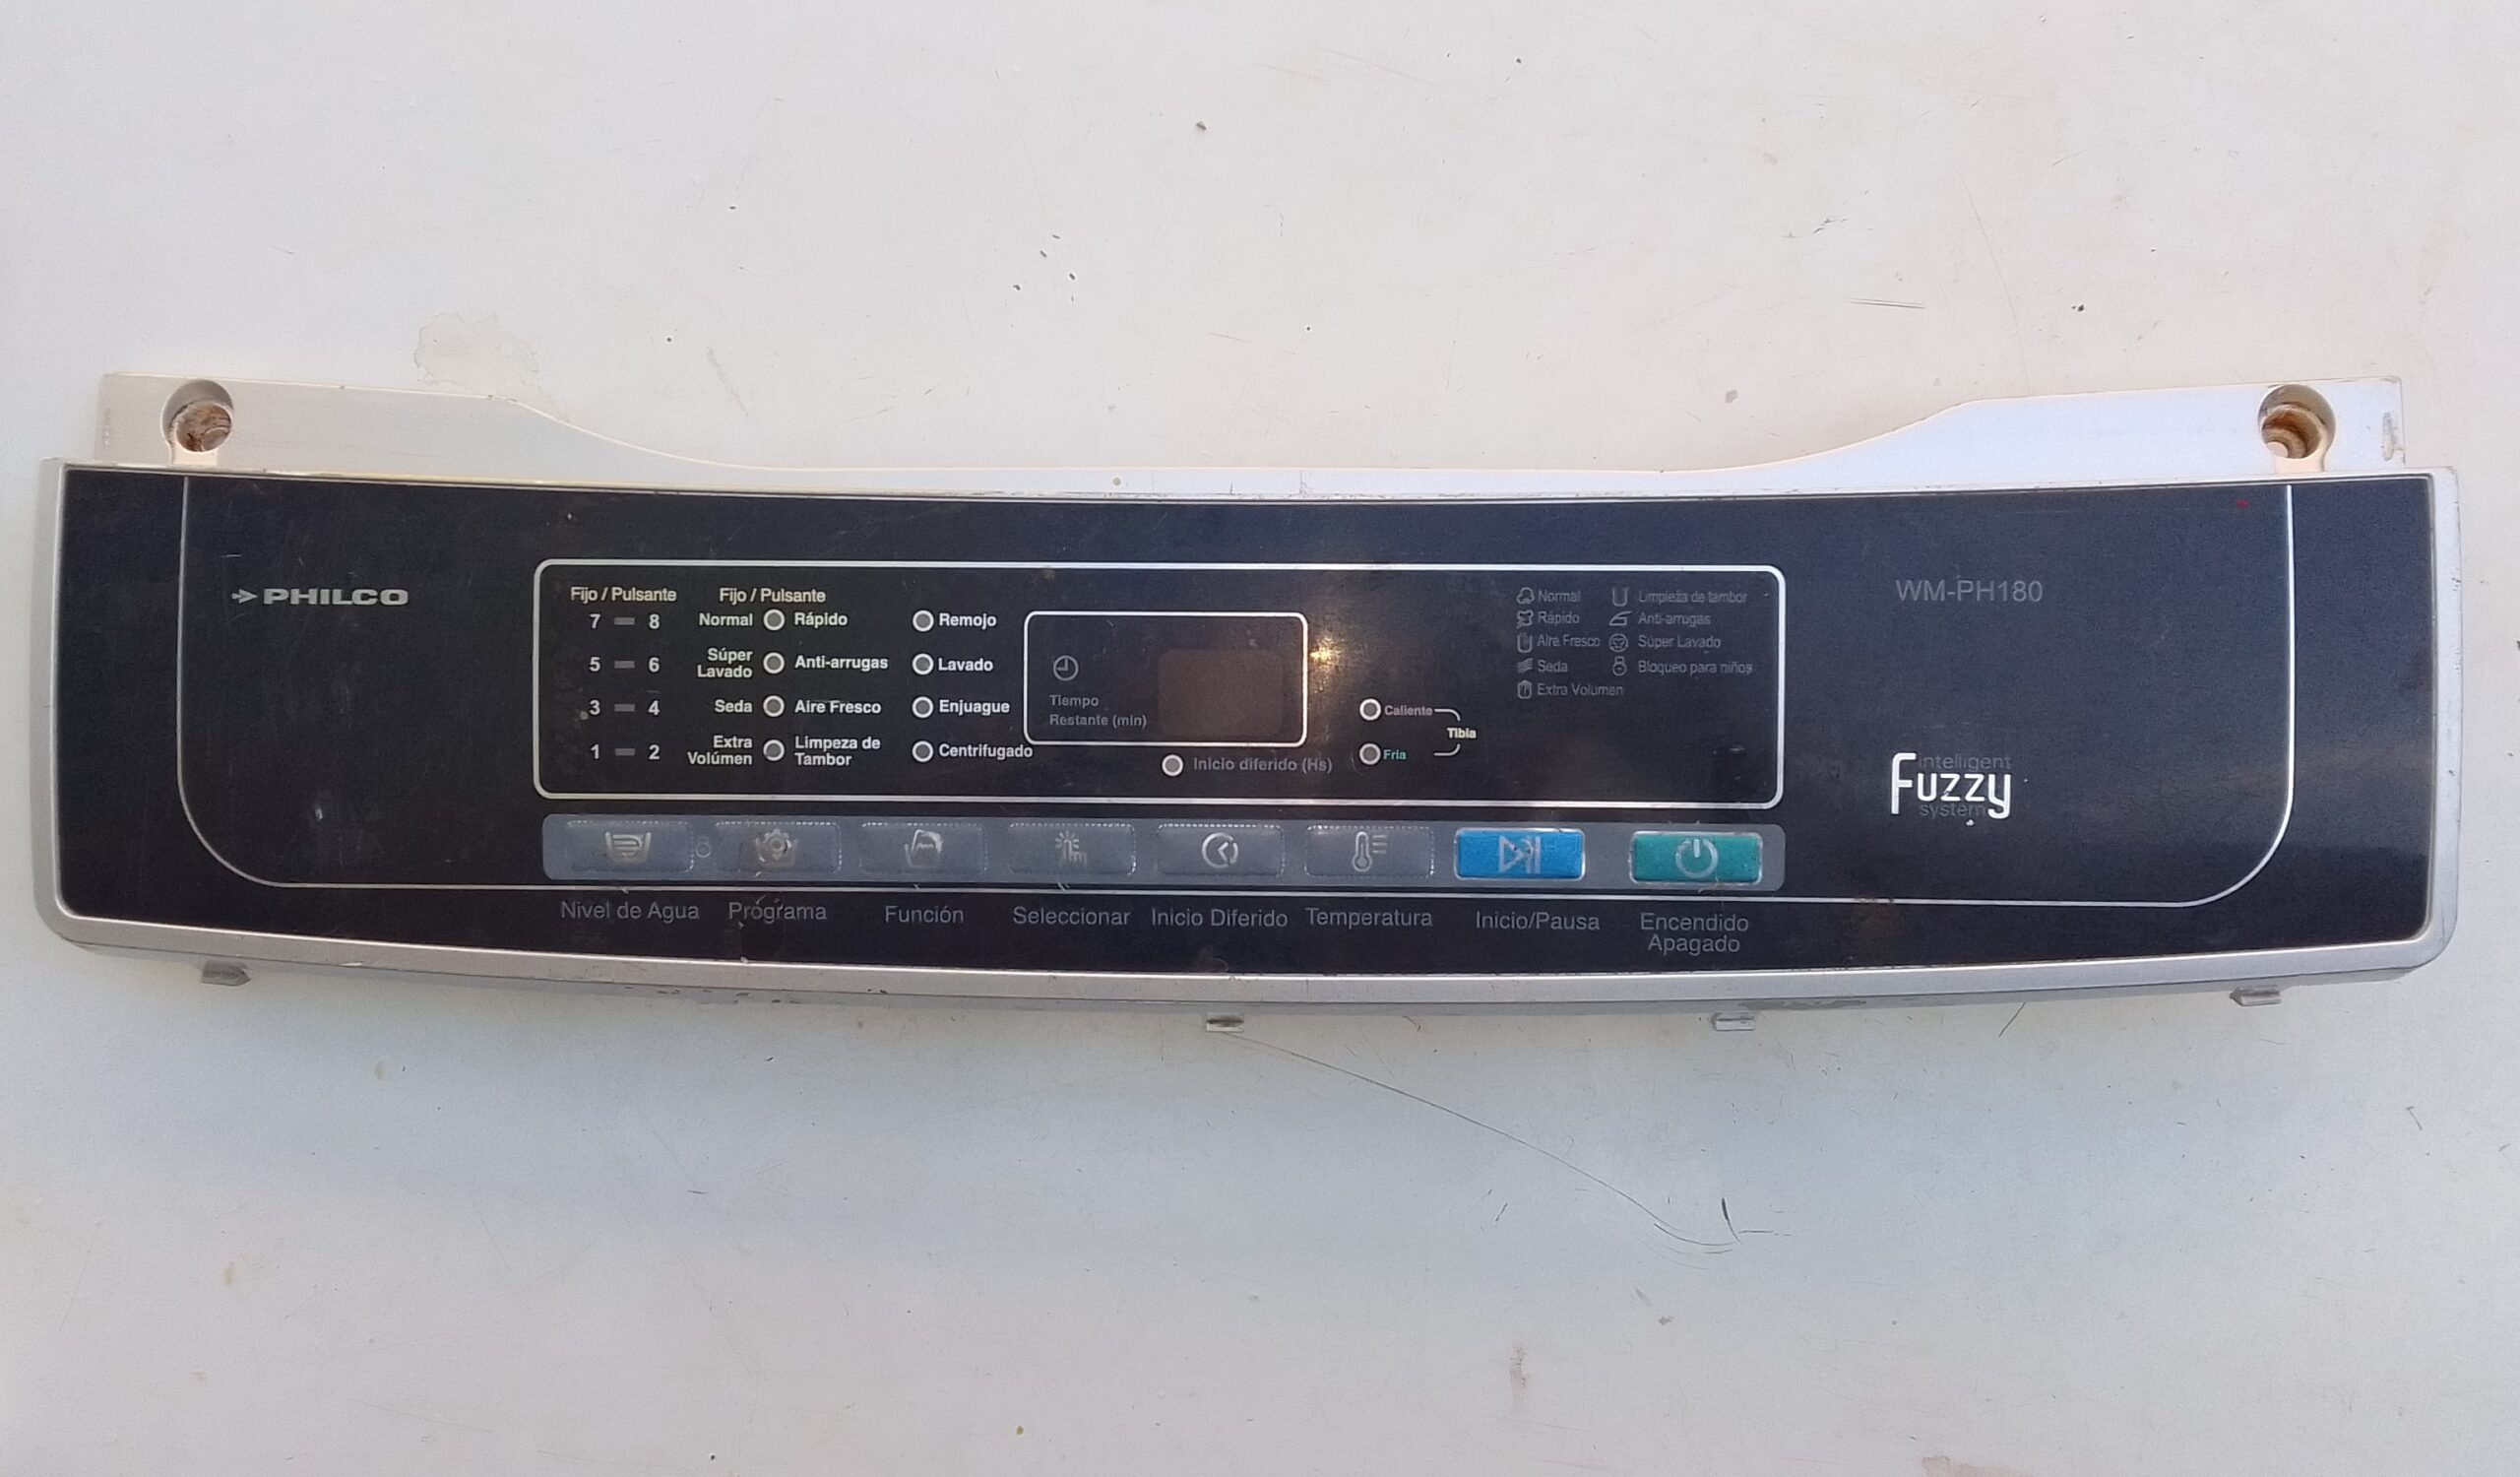 PHILCO
Fijo / Pulsante
7 8
5 6
3 4
1 2
Fijo / Pulsante
Normal Rápido
Súper
Lavado
Anti-arrugas
Seda Aire Fresco
Extra
Volúmen
Limpeza de
Tambor
Remojo
Lavado
Enjuague
Centrifugado
Tiempo
Restante (min)
Inicio diferido (Hs)
Caliente
Tibia
Fria
Normal Limpieza de tambor
Rápido Anti-arrugas
Aire Fresco Súper Lavado
Seda Bloqueo para niños
Extra Volumen
WM-PH180
intelligent
Fuzzy
system
Nivel de Agua Programa Función Seleccionar Inicio Diferido Temperatura Inicio/Pausa Encendido
Apagado